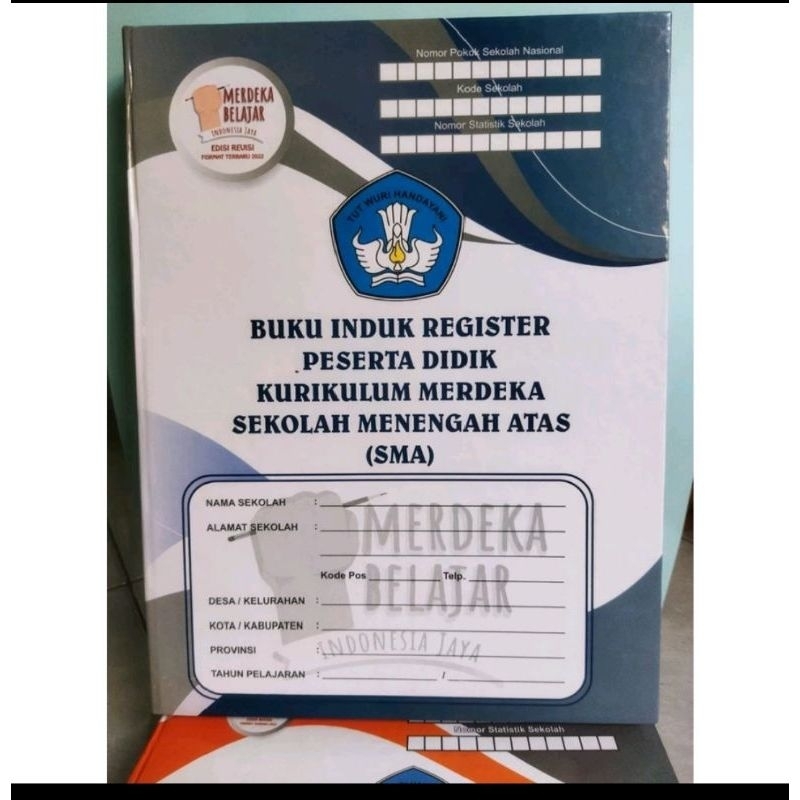 Nomor Pokok Sekolah Nasional
Kode Sekolah
Nomor Statistik Sekolah
MERDEKA
BELAJAR
INDONESIA JAYA
EDISI REVISI
FORMAT TERBARU 2022
TUT WURI HANDAYANI
BUKU INDUK REGISTER
PESERTA DIDIK
KURIKULUM MERDEKA
SEKOLAH MENENGAH ATAS
(SMA)
NAMA SEKOLAH :
ALAMAT SEKOLAH :
Kode Pos Telp.
DESA / KELURAHAN :
KOTA / KABUPATEN :
PROVINSI :
TAHUN PELAJARAN : /
MERDEKA
BELAJAR
INDONESIA JAYA
Nomor Statistik Sekolah